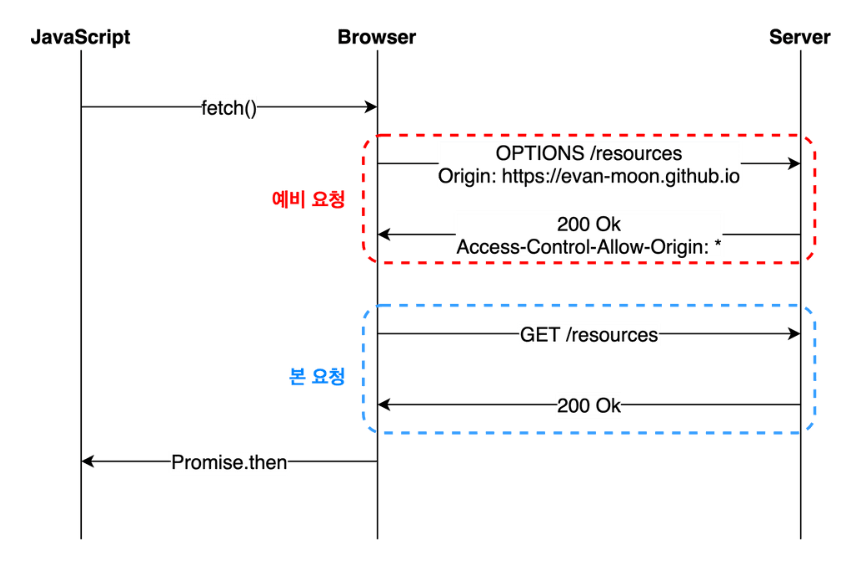 JavaScript Browser Server
fetch()
OPTIONS /resources
Origin: https://evan-moon.github.io
예비 요청
200 Ok
Access-Control-Allow-Origin: *
GET /resources
본 요청
200 Ok
Promise.then